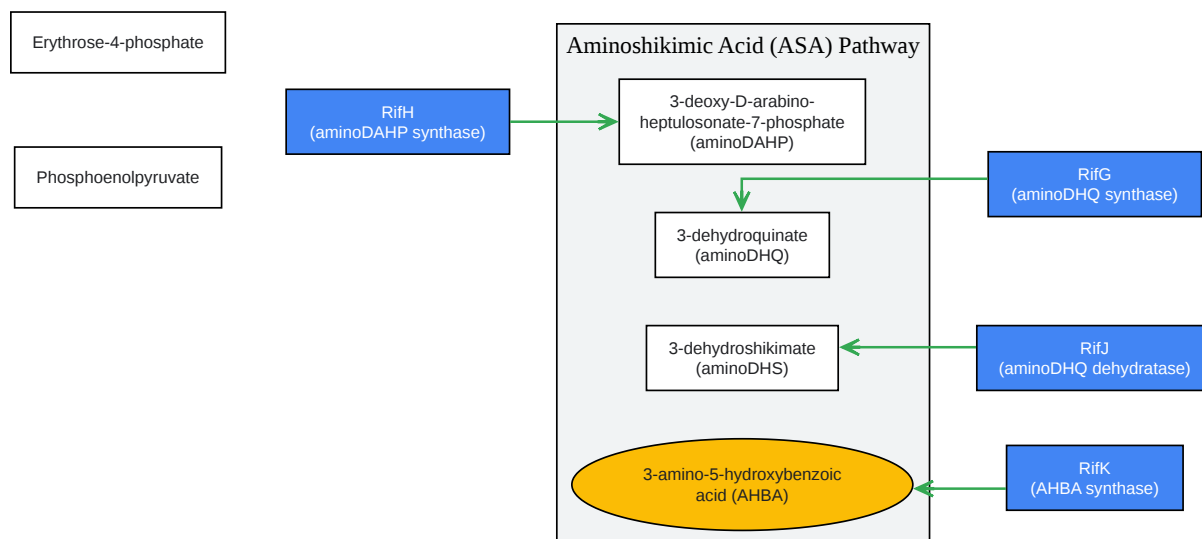 Erythrose-4-phosphate
Aminoshikimic Acid (ASA) Pathway
RifH
(aminoDAHP synthase)
3-deoxy-D-arabino-
heptulosonate-7-phosphate
(aminoDAHP)
Phosphoenolpyruvate
RifG
(aminoDHQ synthase)
3-dehydroquinate
(aminoDHQ)
3-dehydroshikimate
(aminoDHS)
RifJ
(aminoDHQ dehydratase)
3-amino-5-hydroxybenzoic
acid (AHBA)
RifK
(AHBA synthase)